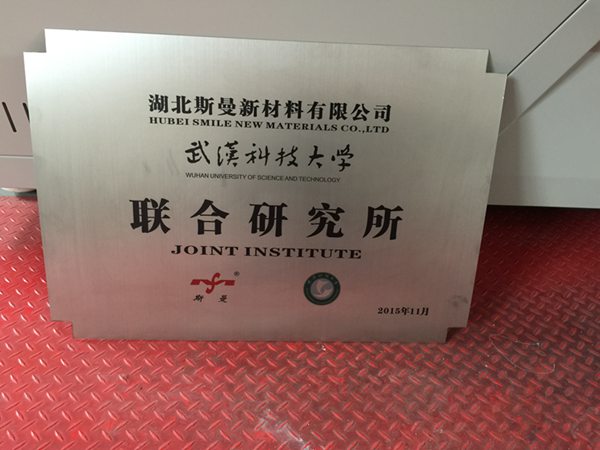 湖北斯曼新材料有限公司
HUBEI SMILE NEW MATERIALS CO.,LTD
武漢科技大学
WUHAN UNIVERSITY OF SCIENCE AND TECHNOLOGY
联合研究所
JOINT INSTITUTE
®
斯曼
2015年11月